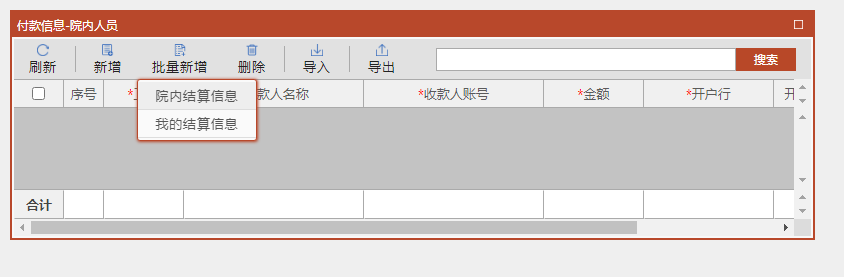 付款信息-院内人员
刷新 新增 批量新增 删除 导入 导出 搜索
序号 * 款人名称 *收款人账号 *金额 *开户行 开
院内结算信息
我的结算信息
合计